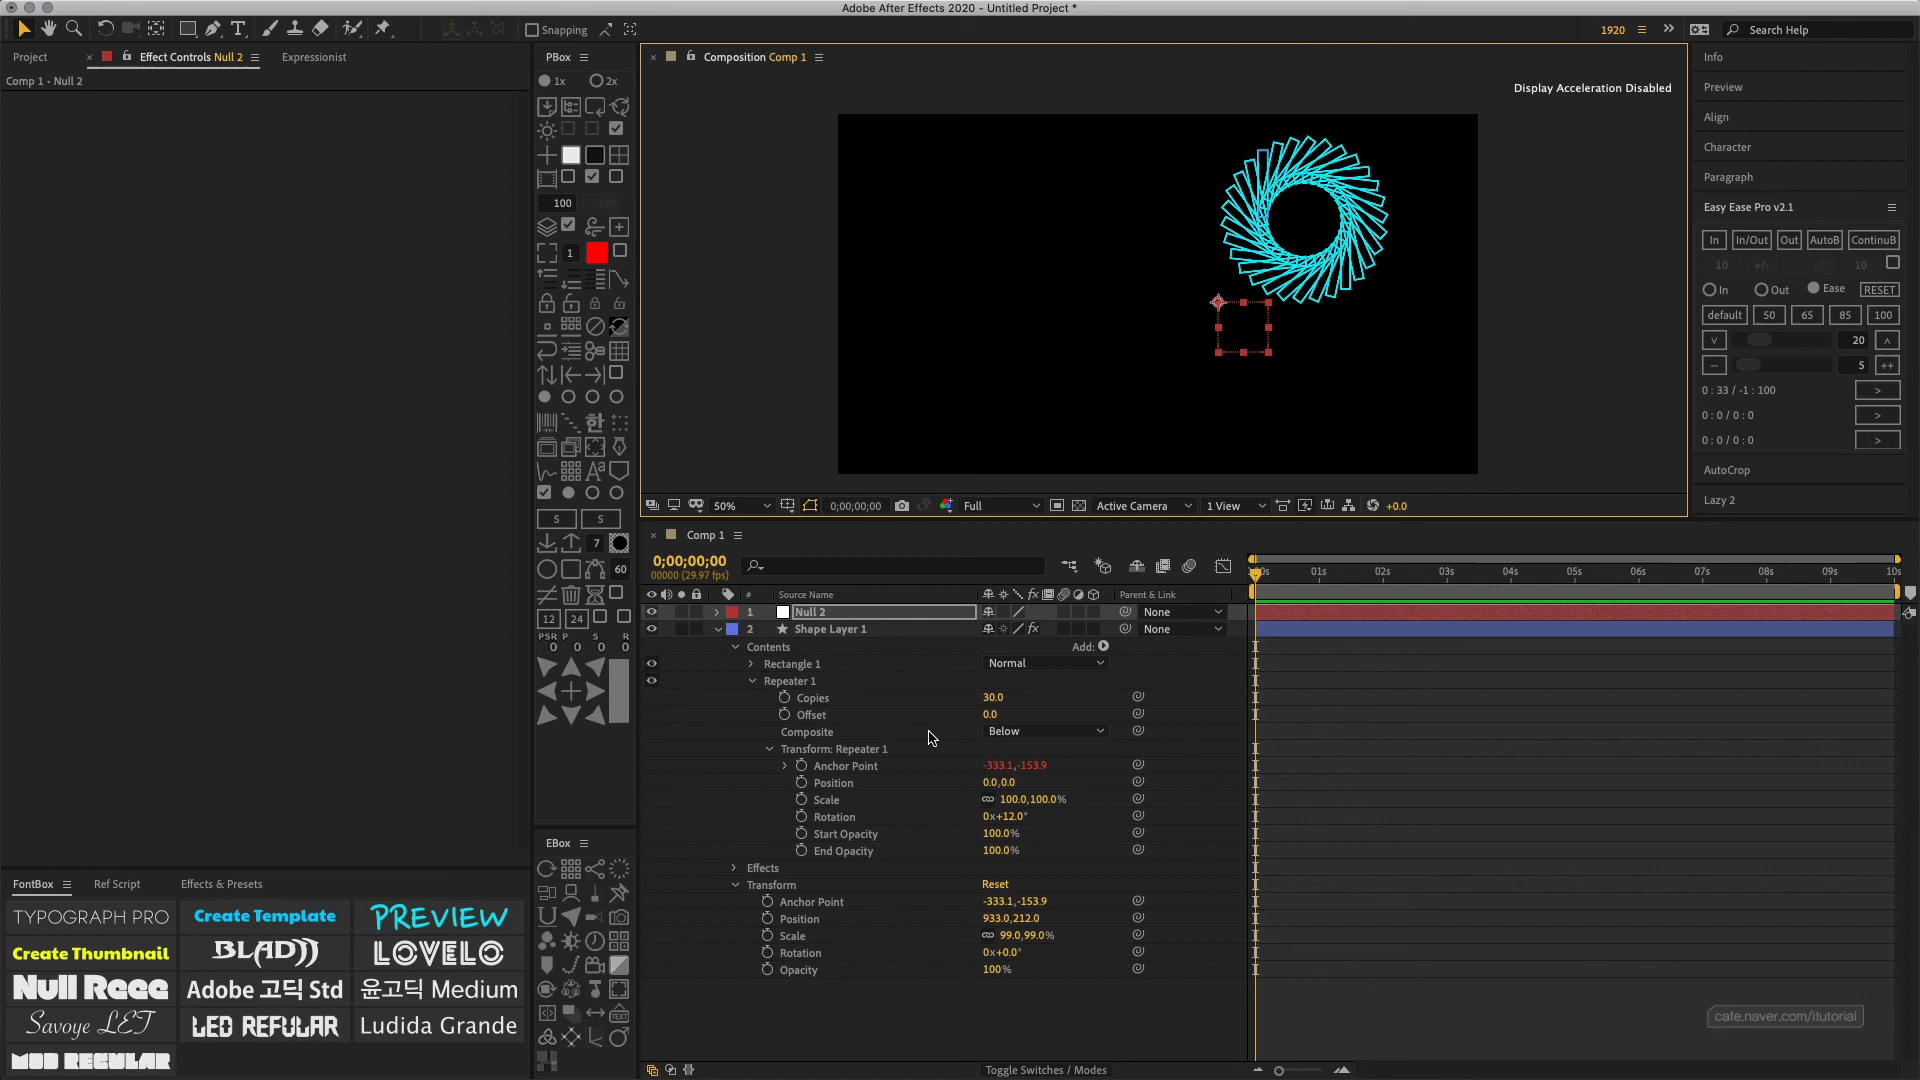 Adobe After Effects 2020 - Untitled Project *
Snapping
1920
Search Help
Project
Effect Controls Null 2
Expressionist
Comp 1 • Null 2
PBox
1x
2x
100
1
S
S
7
60
12
24
PSR
P
S
R
0
0
0
0
EBox
TEXT
Composition Comp 1
Display Acceleration Disabled
50%
0;00;00;00
Full
Active Camera
1 View
+0.0
Info
Preview
Align
Character
Paragraph
Easy Ease Pro v2.1
In
In/Out
Out
AutoB
ContinuB
10
+/-
100
10
In
Out
Ease
RESET
default
50
65
85
100
v
20
^
--
5
++
0 : 33 / -1 : 100
>
0 : 0 / 0 : 0
>
0 : 0 / 0 : 0
>
AutoCrop
Lazy 2
Comp 1
0;00;00;00
00000 (29.97 fps)
#
Source Name
fx
Parent & Link
01s
02s
03s
04s
05s
06s
07s
08s
09s
10s
1
Null 2
None
2
Shape Layer 1
fx
None
Contents
Add:
Rectangle 1
Normal
Repeater 1
Copies
30.0
Offset
0.0
Composite
Below
Transform: Repeater 1
Anchor Point
-333.1,-153.9
Position
0.0,0.0
Scale
100.0,100.0%
Rotation
0x+12.0°
Start Opacity
100.0%
End Opacity
100.0%
Effects
Transform
Reset
Anchor Point
-333.1,-153.9
Position
933.0,212.0
Scale
99.0,99.0%
Rotation
0x+0.0°
Opacity
100%
Toggle Switches / Modes
FontBox
Ref Script
Effects & Presets
TYPOGRAPH PRO
Create Template
PREVIEW
Create Thumbnail
BLADJ))
LOVELO
Null Reee
Adobe 고딕 Std
윤고딕 Medium
Savoye LET
LED REFULAR
Ludida Grande
MOD REGULAR
cafe.naver.com/itutorial